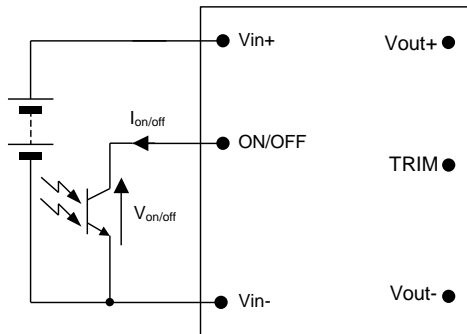 Vin+
Vout+
Ion/off
ON/OFF
TRIM
Von/off
Vin-
Vout-